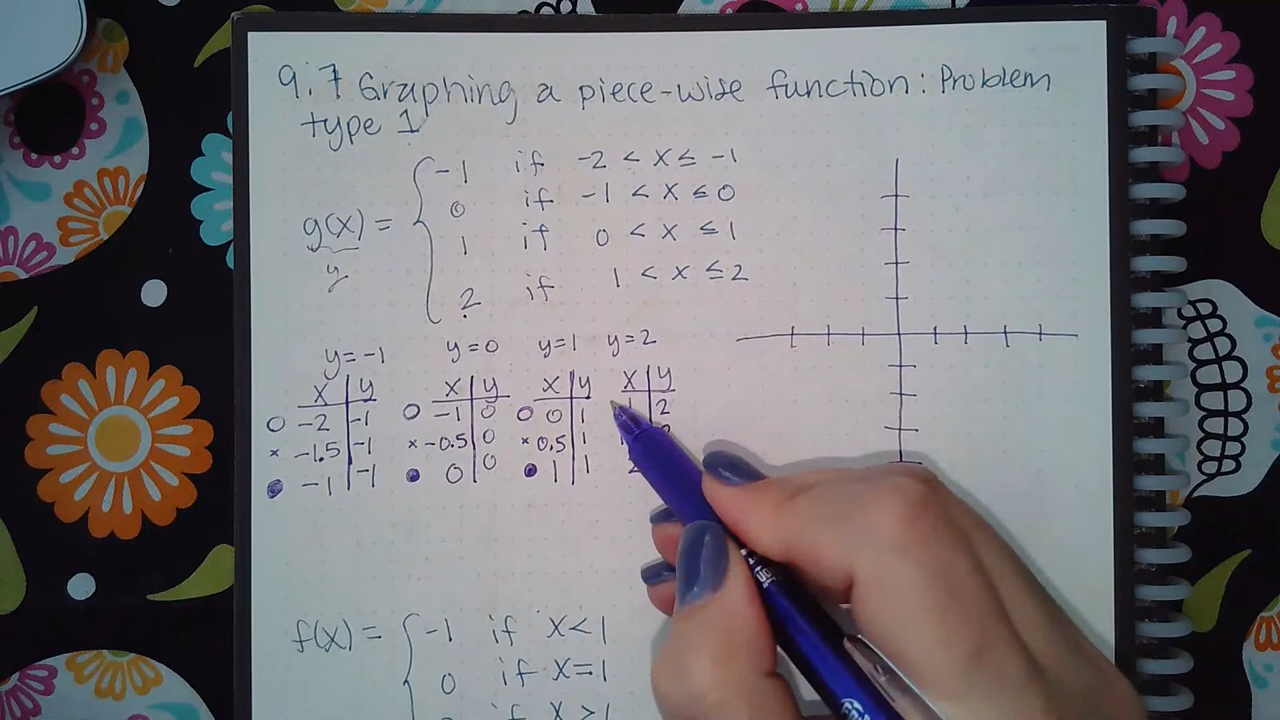 9.7 Graphing a piece-wise function: Problem
type 1
-1 if -2 < x ≤ -1
g(x) = 0 if -1 < x ≤ 0
y
1 if 0 < x ≤ 1
2 if 1 < x ≤ 2
y=-1 y=0 y=1 y=2
x y x y x y x y
-2 -1 -1 0 0 1 1 2
x -1.5 -1 x -0.5 0 x 0.5 1
-1 -1 0 0 1 1
f(x) = -1 if x<1
0 if x=1
if x>1